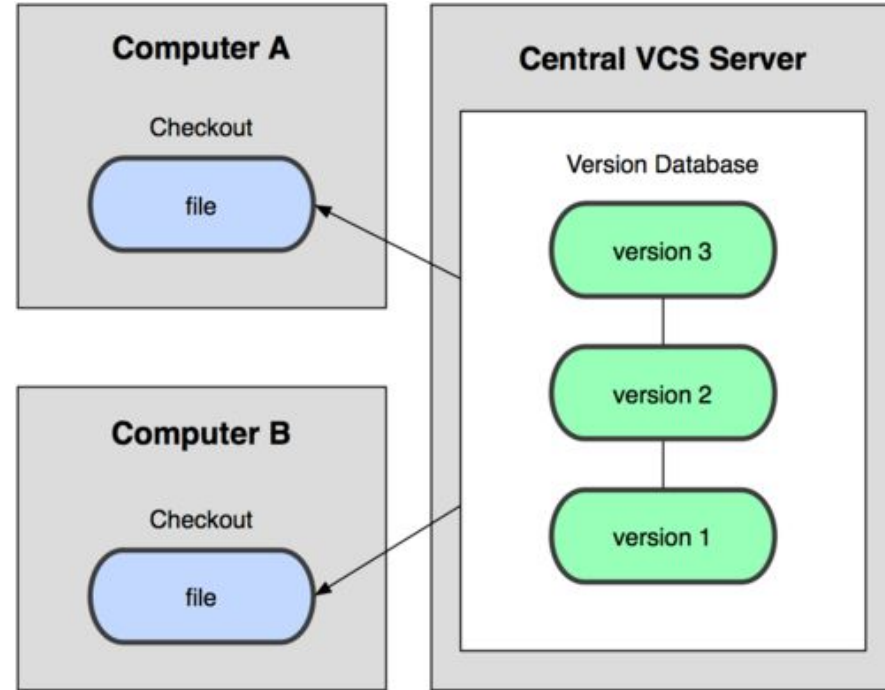 Computer A
Checkout
file
Computer B
Checkout
file
Central VCS Server
Version Database
version 3
version 2
version 1